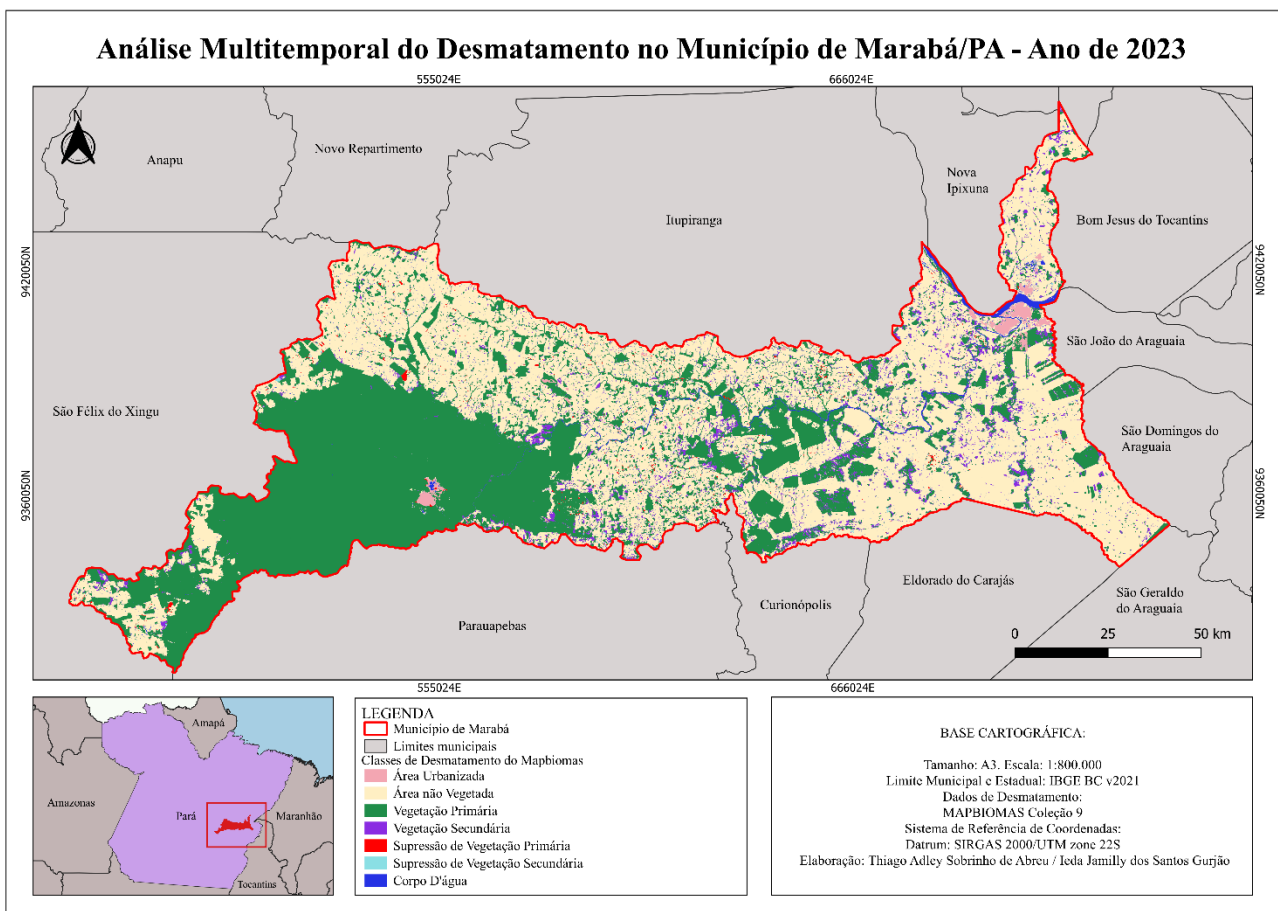 Análise Multitemporal do Desmatamento no Município de Marabá/PA - Ano de 2023
555024E
666024E
N
Anapu
Novo Repartimento
Itupiranga
Nova
Ipixuna
Bom Jesus do Tocantins
9420050N
9420050N
São João do Araguaia
São Félix do Xingu
São Domingos do
Araguaia
9360050N
9360050N
Eldorado do Carajás
São Geraldo
do Araguaia
Curionópolis
Parauapebas
0
25
50 km
555024E
666024E
Amapá
Amazonas
Pará
Maranhão
Tocantins
LEGENDA
Município de Marabá
Limites municipais
Classes de Desmatamento do Mapbiomas
Área Urbanizada
Área não Vegetada
Vegetação Primária
Vegetação Secundária
Supressão de Vegetação Primária
Supressão de Vegetação Secundária
Corpo D'água
BASE CARTOGRÁFICA:
Tamanho: A3. Escala: 1:800.000
Limite Municipal e Estadual: IBGE BC v2021
Dados de Desmatamento:
MAPBIOMAS Coleção 9
Sistema de Referência de Coordenadas:
Datum: SIRGAS 2000/UTM zone 22S
Elaboração: Thiago Adley Sobrinho de Abreu / Ieda Jamilly dos Santos Gurjão